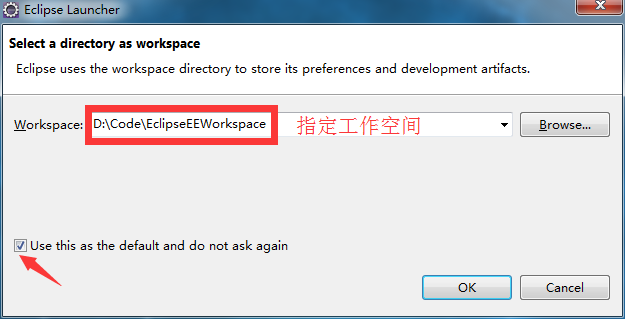 Eclipse Launcher
Select a directory as workspace
Eclipse uses the workspace directory to store its preferences and development artifacts.
Workspace: D:\Code\EclipseEEWorkspace 指定工作空间 Browse...
Use this as the default and do not ask again
OK Cancel